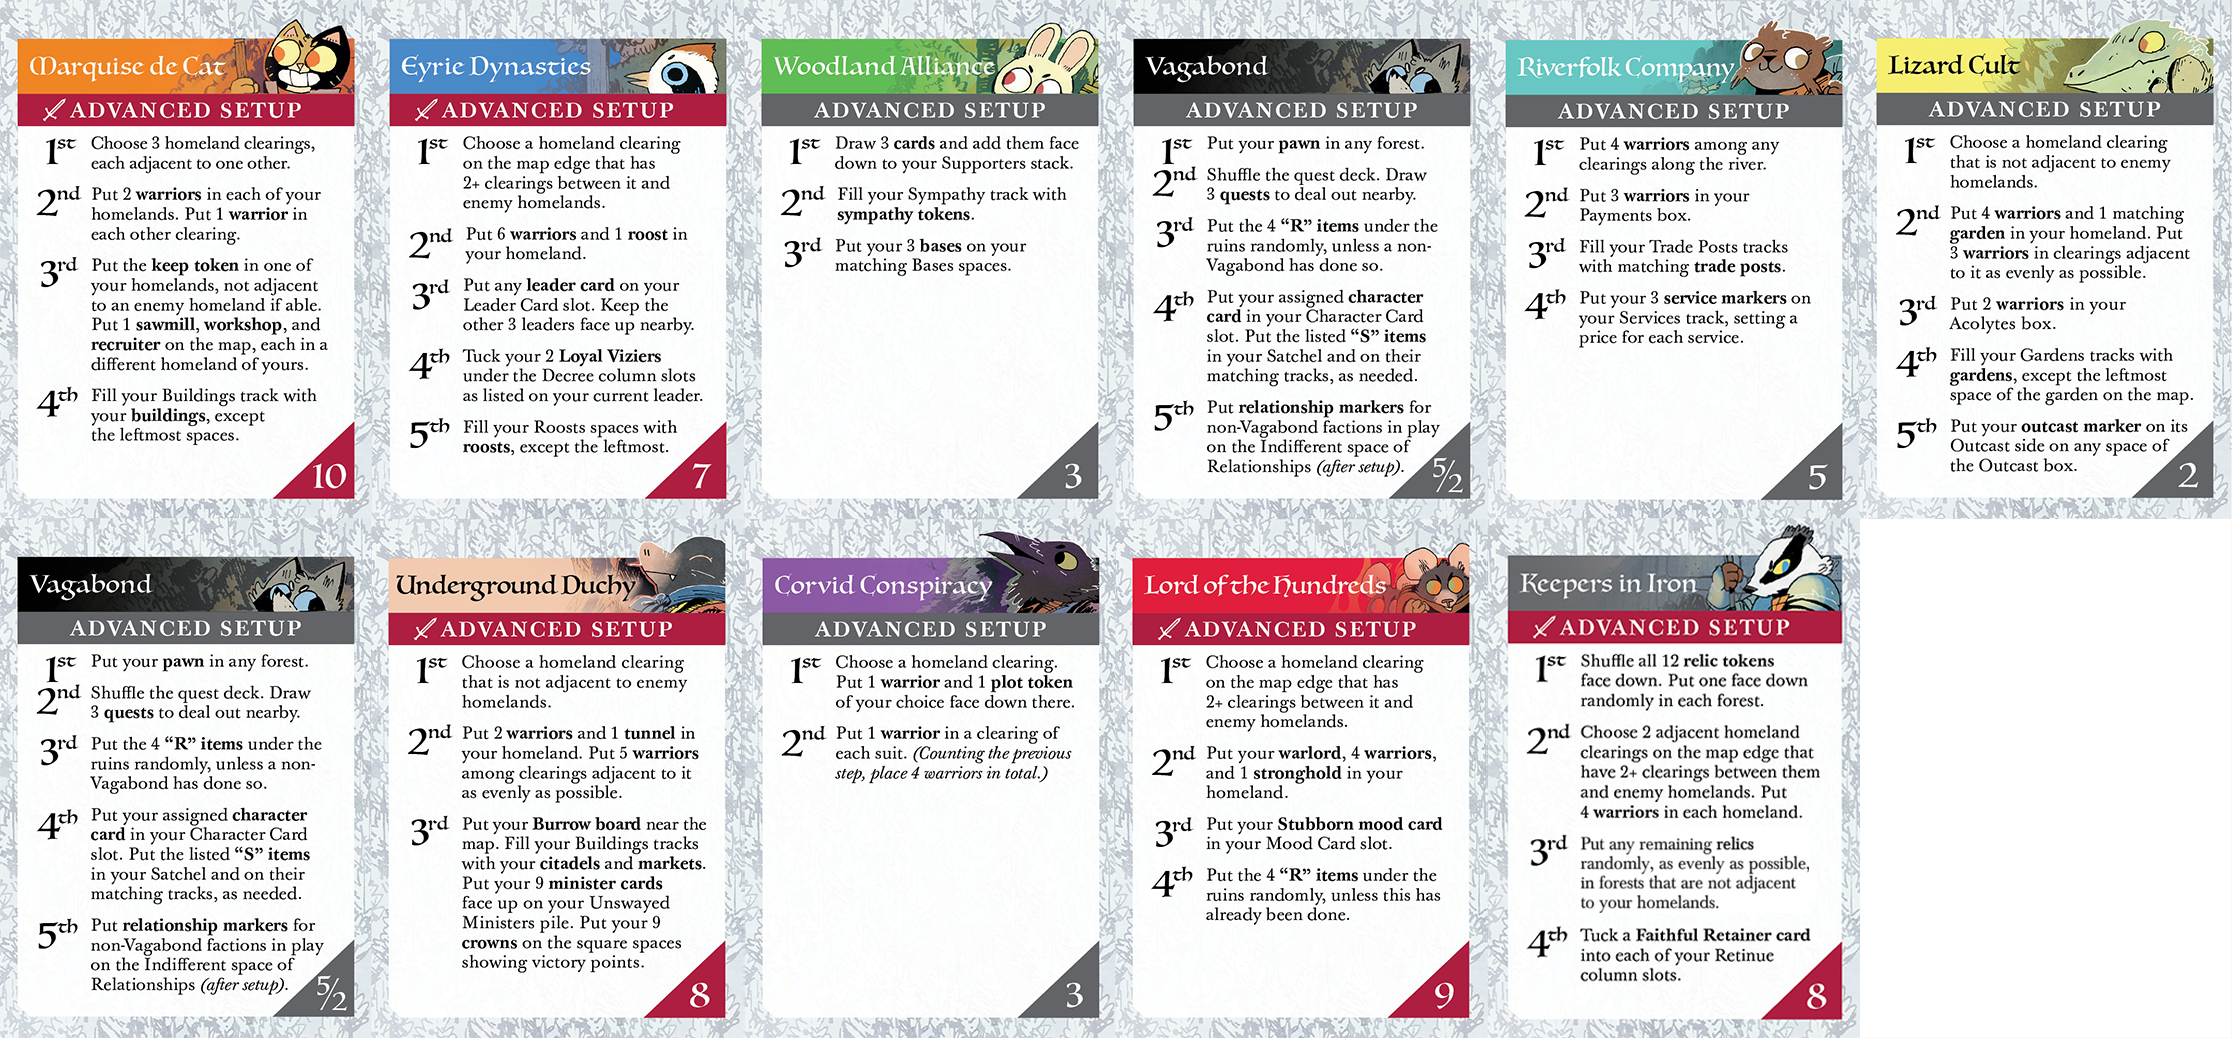 Marquise de Cat
ADVANCED SETUP
1st Choose 3 homeland clearings,
each adjacent to one other.
2nd Put 2 warriors in each of your
homelands. Put 1 warrior in
each other clearing.
3rd Put the keep token in one of
your homelands, not adjacent
to an enemy homeland if able.
Put 1 sawmill, workshop, and
recruiter on the map, each in a
different homeland of yours.
4th Fill your Buildings track with
your buildings, except
the leftmost spaces.
10
Eyrie Dynasties
ADVANCED SETUP
1st Choose a homeland clearing
on the map edge that has
2+ clearings between it and
enemy homelands.
2nd Put 6 warriors and 1 roost in
your homeland.
3rd Put any leader card on your
Leader Card slot. Keep the
other 3 leaders face up nearby.
4th Tuck your 2 Loyal Viziers
under the Decree column slots
as listed on your current leader.
5th Fill your Roosts spaces with
roosts, except the leftmost.
7
Woodland Alliance
ADVANCED SETUP
1st Draw 3 cards and add them face
down to your Supporters stack.
2nd Fill your Sympathy track with
sympathy tokens.
3rd Put your 3 bases on your
matching Bases spaces.
3
Vagabond
ADVANCED SETUP
1st Put your pawn in any forest.
2nd Shuffle the quest deck. Draw
3 quests to deal out nearby.
3rd Put the 4 “R” items under the
ruins randomly, unless a non-
Vagabond has done so.
4th Put your assigned character
card in your Character Card
slot. Put the listed “S” items
in your Satchel and on their
matching tracks, as needed.
5th Put relationship markers for
non-Vagabond factions in play
on the Indifferent space of
Relationships (after setup).
5/2
Riverfolk Company
ADVANCED SETUP
1st Put 4 warriors among any
clearings along the river.
2nd Put 3 warriors in your
Payments box.
3rd Fill your Trade Posts tracks
with matching trade posts.
4th Put your 3 service markers on
your Services track, setting a
price for each service.
5
Lizard Cult
ADVANCED SETUP
1st Choose a homeland clearing
that is not adjacent to enemy
homelands.
2nd Put 4 warriors and 1 matching
garden in your homeland. Put
3 warriors in clearings adjacent
to it as evenly as possible.
3rd Put 2 warriors in your
Acolytes box.
4th Fill your Gardens tracks with
gardens, except the leftmost
space of the garden on the map.
5th Put your outcast marker on its
Outcast side on any space of
the Outcast box.
2
Vagabond
ADVANCED SETUP
1st Put your pawn in any forest.
2nd Shuffle the quest deck. Draw
3 quests to deal out nearby.
3rd Put the 4 “R” items under the
ruins randomly, unless a non-
Vagabond has done so.
4th Put your assigned character
card in your Character Card
slot. Put the listed “S” items
in your Satchel and on their
matching tracks, as needed.
5th Put relationship markers for
non-Vagabond factions in play
on the Indifferent space of
Relationships (after setup).
5/2
Underground Duchy
ADVANCED SETUP
1st Choose a homeland clearing
that is not adjacent to enemy
homelands.
2nd Put 2 warriors and 1 tunnel in
your homeland. Put 5 warriors
among clearings adjacent to it
as evenly as possible.
3rd Put your Burrow board near the
map. Fill your Buildings tracks
with your citadels and markets.
Put your 9 minister cards
face up on your Unswayed
Ministers pile. Put your 9
crowns on the square spaces
showing victory points.
8
Corvid Conspiracy
ADVANCED SETUP
1st Choose a homeland clearing.
Put 1 warrior and 1 plot token
of your choice face down there.
2nd Put 1 warrior in a clearing of
each suit. (Counting the previous
step, place 4 warriors in total.)
3
Lord of the Hundreds
ADVANCED SETUP
1st Choose a homeland clearing
on the map edge that has
2+ clearings between it and
enemy homelands.
2nd Put your warlord, 4 warriors,
and 1 stronghold in your
homeland.
3rd Put your Stubborn mood card
in your Mood Card slot.
4th Put the 4 “R” items under the
ruins randomly, unless this has
already been done.
9
Keepers in Iron
ADVANCED SETUP
1st Shuffle all 12 relic tokens
face down. Put one face down
randomly in each forest.
2nd Choose 2 adjacent homeland
clearings on the map edge that
have 2+ clearings between them
and enemy homelands. Put
4 warriors in each homeland.
3rd Put any remaining relics
randomly, as evenly as possible,
in forests that are not adjacent
to your homelands.
4th Tuck a Faithful Retainer card
into each of your Retinue
column slots.
8